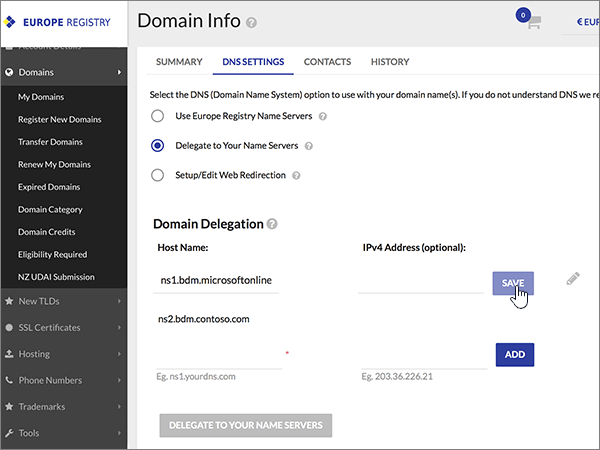 EUROPE REGISTRY
Domain Info ?
0
€ EUR
Account Details
Domains
My Domains
Register New Domains
Transfer Domains
Renew My Domains
Expired Domains
Domain Category
Domain Credits
Eligibility Required
NZ UDAI Submission
New TLDs
SSL Certificates
Hosting
Phone Numbers
Trademarks
Tools
SUMMARY DNS SETTINGS CONTACTS HISTORY
Select the DNS (Domain Name System) option to use with your domain name(s). If you do not understand DNS we re
Use Europe Registry Name Servers ?
Delegate to Your Name Servers ?
Setup/Edit Web Redirection ?
Domain Delegation ?
Host Name: IPv4 Address (optional):
ns1.bdm.microsoftonline SAVE
ns2.bdm.contoso.com
* ADD
Eg. ns1.yourdns.com Eg. 203.36.226.21
DELEGATE TO YOUR NAME SERVERS